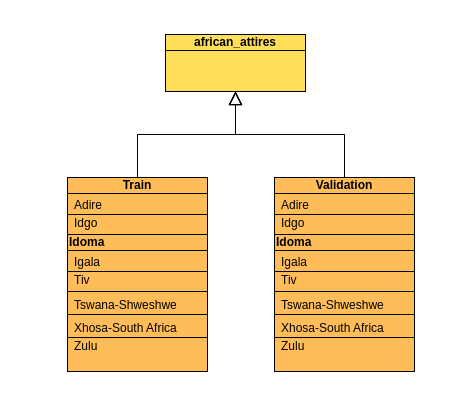 african_attires
Train
Adire
Idgo
Idoma
Igala
Tiv
Tswana-Shweshwe
Xhosa-South Africa
Zulu
Validation
Adire
Idgo
Idoma
Igala
Tiv
Tswana-Shweshwe
Xhosa-South Africa
Zulu